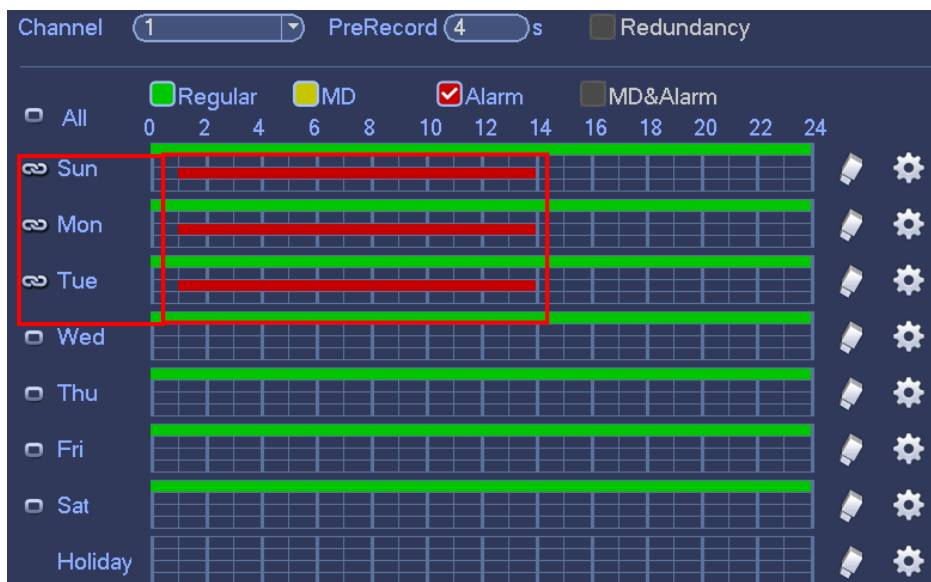 Channel 1 PreRecord 4 s Redundancy
Regular MD Alarm MD&Alarm
All
0 2 4 6 8 10 12 14 16 18 20 22 24
Sun
Mon
Tue
Wed
Thu
Fri
Sat
Holiday